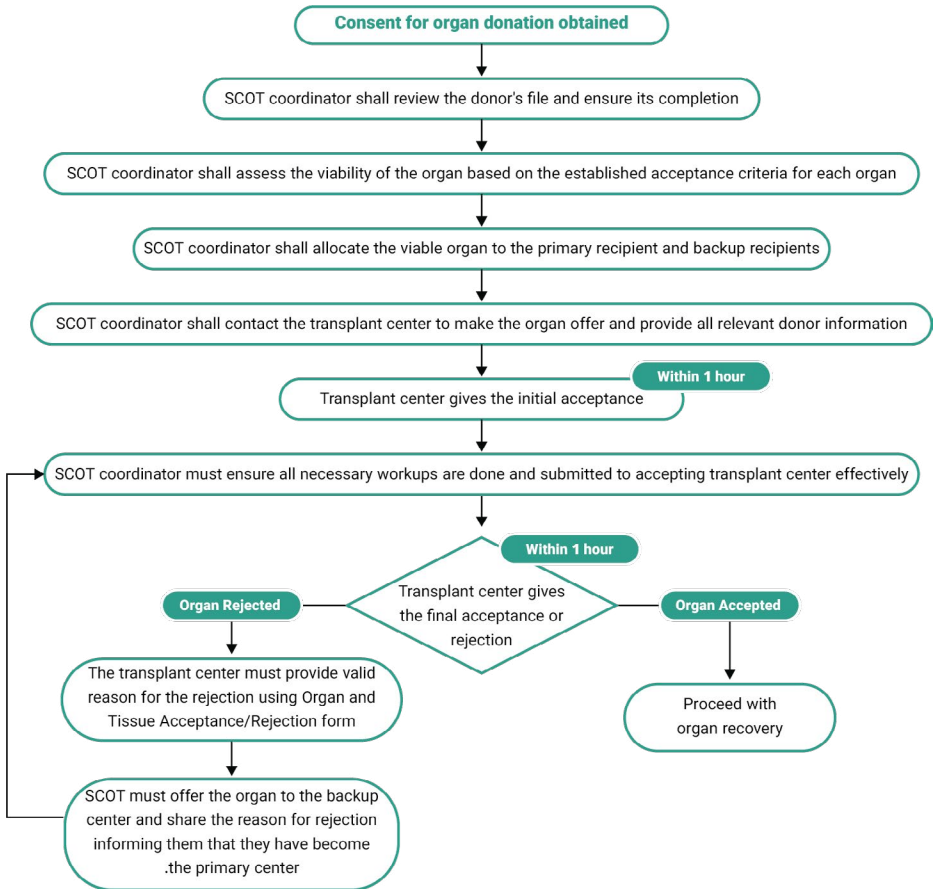 Consent for organ donation obtained
SCOT coordinator shall review the donor's file and ensure its completion
SCOT coordinator shall assess the viability of the organ based on the established acceptance criteria for each organ
SCOT coordinator shall allocate the viable organ to the primary recipient and backup recipients
SCOT coordinator shall contact the transplant center to make the organ offer and provide all relevant donor information
Within 1 hour
Transplant center gives the initial acceptance
SCOT coordinator must ensure all necessary workups are done and submitted to accepting transplant center effectively
Within 1 hour
Transplant center gives
the final acceptance or
rejection
Organ Rejected
Organ Accepted
The transplant center must provide valid
reason for the rejection using Organ and
Tissue Acceptance/Rejection form
Proceed with
organ recovery
SCOT must offer the organ to the backup
center and share the reason for rejection
informing them that they have become
.the primary center